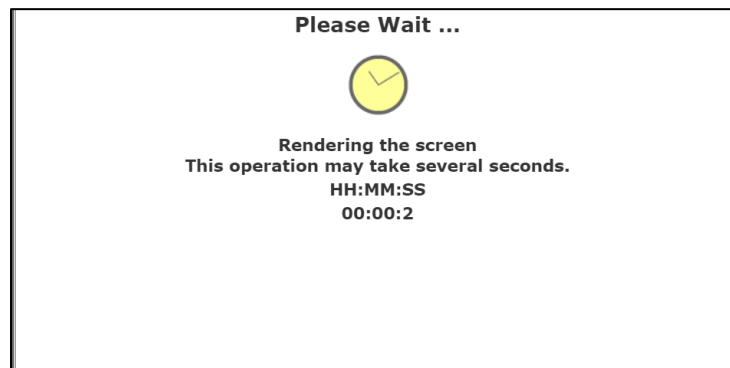 Please Wait ...
Rendering the screen
This operation may take several seconds.
HH:MM:SS
00:00:2